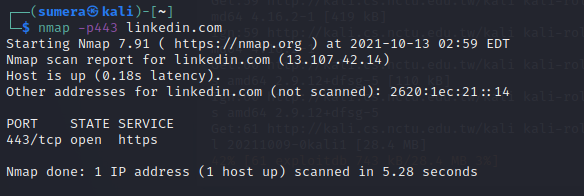 (sumera㉿kali)-[~]
$ nmap -p443 linkedin.com
Starting Nmap 7.91 ( https://nmap.org ) at 2021-10-13 02:59 EDT
Nmap scan report for linkedin.com (13.107.42.14)
Host is up (0.18s latency).
Other addresses for linkedin.com (not scanned): 2620:1ec:21::14
PORT    STATE SERVICE
443/tcp open  https
Nmap done: 1 IP address (1 host up) scanned in 5.28 seconds